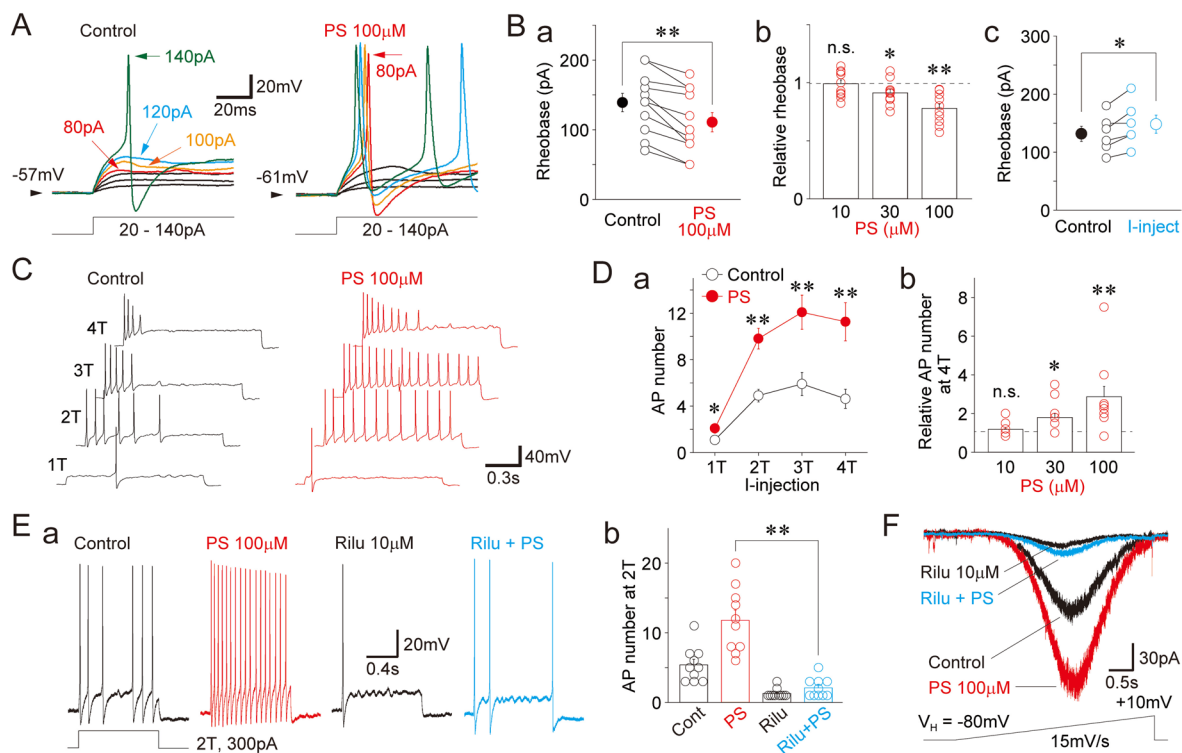 A
Control
PS 100μM
140pA
80pA
20mV
20ms
120pA
80pA
100pA
-57mV
-61mV
20 - 140pA
20 - 140pA
B
a
**
Rheobase (pA)
200
150
100
50
0
Control
PS
100μM
b
n.s.
*
**
Relative rheobase
1
0
10
30
100
PS (μM)
c
*
Rheobase (pA)
300
200
100
0
Control
I-inject
C
Control
PS 100μM
4T
3T
2T
1T
40mV
0.3s
D
a
Control
PS
*
**
**
**
AP number
12
8
4
0
1T
2T
3T
4T
I-injection
b
n.s.
*
**
Relative AP number
at 4T
8
6
4
2
0
10
30
100
PS (μM)
E
a
Control
PS 100μM
Rilu 10μM
Rilu + PS
20mV
0.4s
2T, 300pA
b
**
AP number at 2T
20
10
0
Cont
PS
Rilu
Rilu+PS
F
Rilu 10μM
Rilu + PS
Control
PS 100μM
30pA
0.5s
+10mV
VH = -80mV
15mV/s